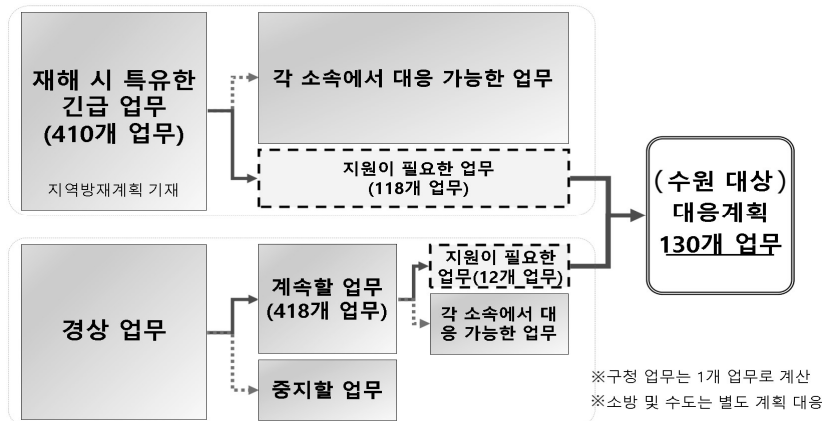 재해 시 특유한
긴급 업무
(410개 업무)
지역방재계획 기재
각 소속에서 대응 가능한 업무
지원이 필요한 업무
(118개 업무)
(수원 대상)
대응계획
130개 업무
경상 업무
계속할 업무
(418개 업무)
중지할 업무
지원이 필요한
업무(12개 업무)
각 소속에서 대
응 가능한 업무
※구청 업무는 1개 업무로 계산
※소방 및 수도는 별도 계획 대응